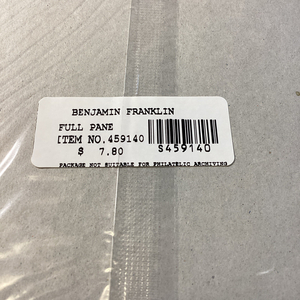 BENJAMIN FRANKLIN
FULL PANE
ITEM NO. 459140
$ 7.80
S459140
PACKAGE NOT SUITABLE FOR PHILATELIC ARCHIVING